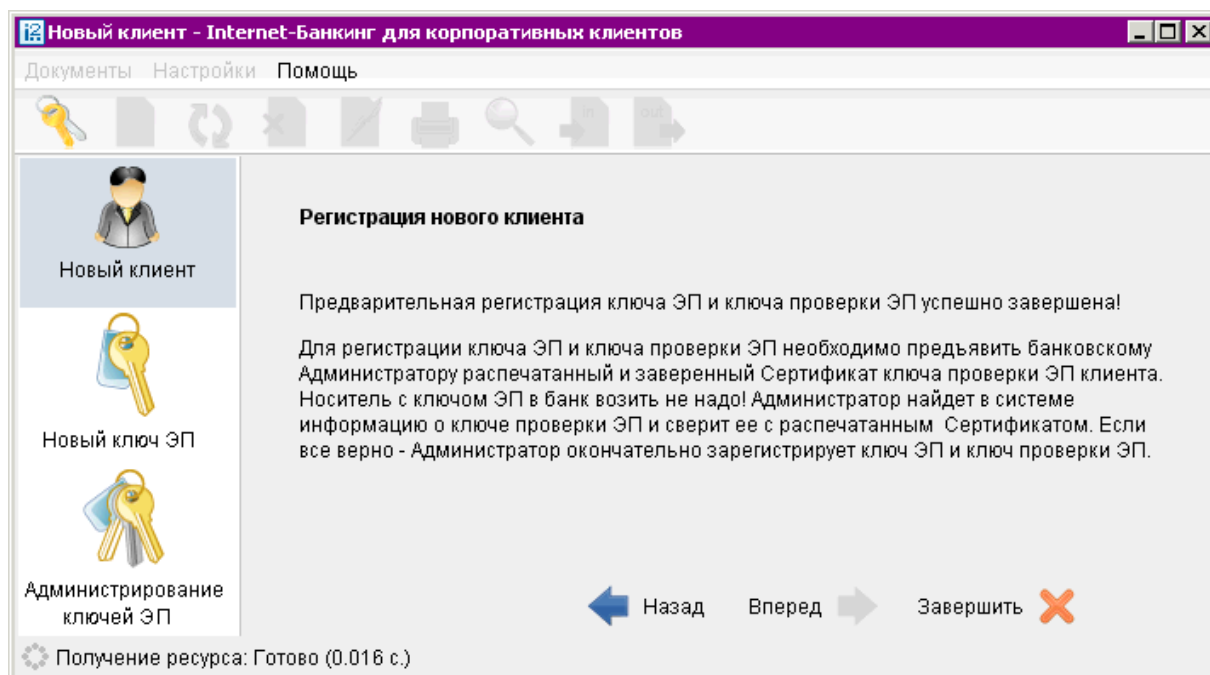 Новый клиент - Internet-Банкинг для корпоративных клиентов
Документы Настройки Помощь
in out
Новый клиент
Новый ключ ЭП
Администрирование
ключей ЭП
Регистрация нового клиента
Предварительная регистрация ключа ЭП и ключа проверки ЭП успешно завершена!
Для регистрации ключа ЭП и ключа проверки ЭП необходимо предъявить банковскому
Администратору распечатанный и заверенный Сертификат ключа проверки ЭП клиента.
Носитель с ключом ЭП в банк возить не надо! Администратор найдет в системе
информацию о ключе проверки ЭП и сверит ее с распечатанным Сертификатом. Если
все верно - Администратор окончательно зарегистрирует ключ ЭП и ключ проверки ЭП.
Назад Вперед Завершить
Получение ресурса: Готово (0.016 с.)